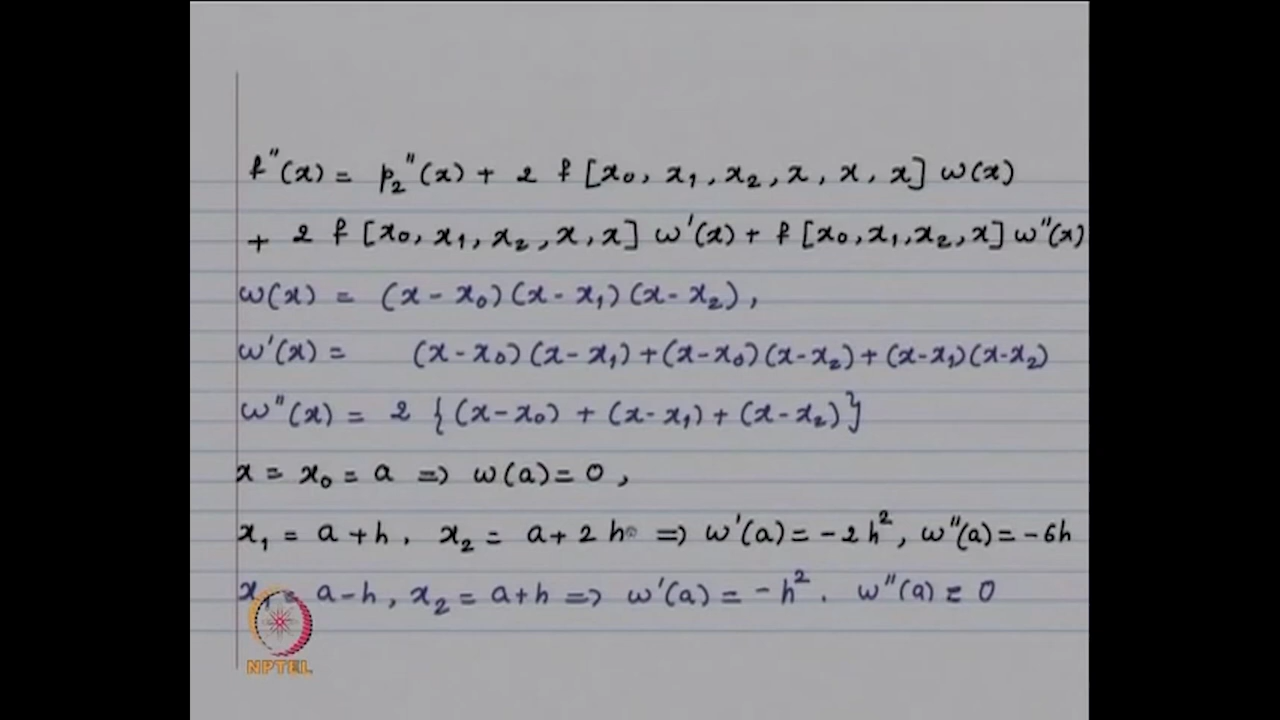 f''(x) = p₂''(x) + 2 f [x₀, x₁, x₂, x, x, x] ω(x)
+ 2 f [x₀, x₁, x₂, x, x] ω'(x) + f [x₀, x₁, x₂, x] ω''(x)
ω(x) = (x - x₀) (x - x₁) (x - x₂),
ω'(x) = (x - x₀) (x - x₁) + (x - x₀) (x - x₂) + (x - x₁) (x - x₂)
ω''(x) = 2 { (x - x₀) + (x - x₁) + (x - x₂) }
x = x₀ = a ⇒ ω(a) = 0,
x₁ = a + h, x₂ = a + 2h ⇒ ω'(a) = -2h², ω''(a) = -6h
x₁ = a - h, x₂ = a + h ⇒ ω'(a) = -h². ω''(a) = 0
NPTEL